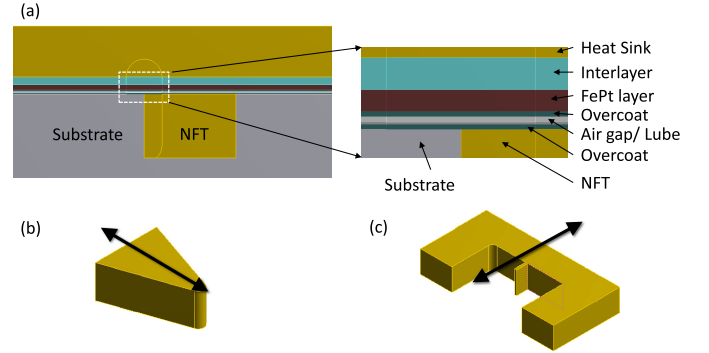 (a)
Substrate
NFT
Heat Sink
Interlayer
FePt layer
Overcoat
Air gap/ Lube
Overcoat
NFT
Substrate
(b)
(c)